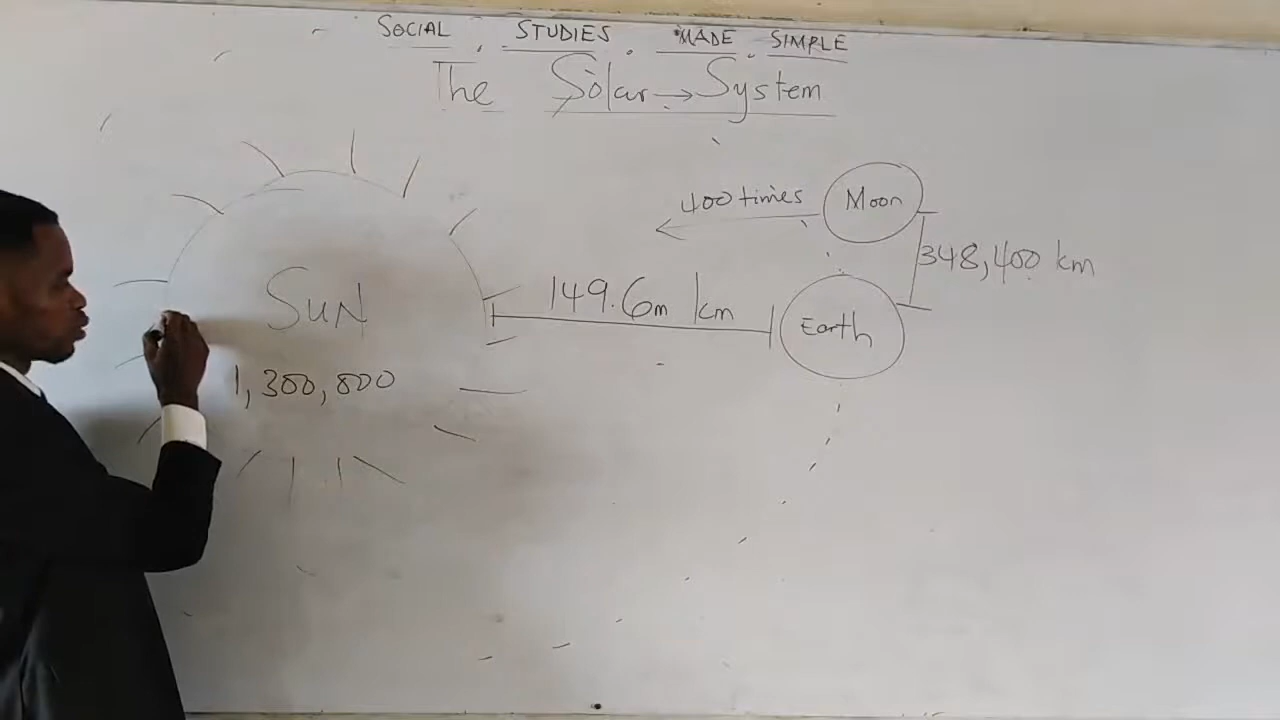 SOCIAL STUDIES MADE SIMPLE
The Solar → System
400 times
Moon
348,400 km
149.6m km
Earth
SUN
1,300,000